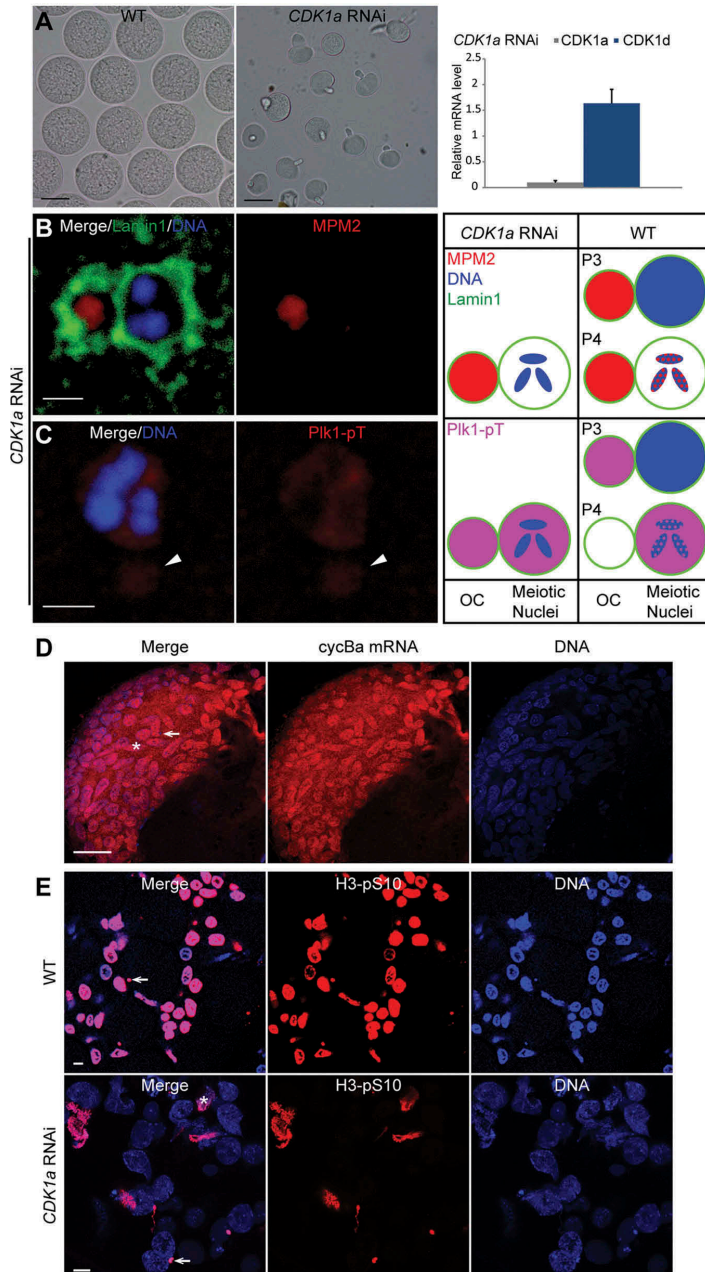 A
WT
CDK1a RNAi
CDK1a RNAi
CDK1a
CDK1d
Relative mRNA level
2.5
2
1.5
1
0.5
0
B
Merge/Lamin1/DNA
MPM2
CDK1a RNAi
C
Merge/DNA
Plk1-pT
CDK1a RNAi
WT
MPM2
DNA
Lamin1
P3
P4
Plk1-pT
P3
P4
OC
Meiotic
Nuclei
OC
Meiotic
Nuclei
D
Merge
cycBa mRNA
DNA
*
E
WT
Merge
H3-pS10
DNA
CDK1a RNAi
Merge
H3-pS10
DNA
*